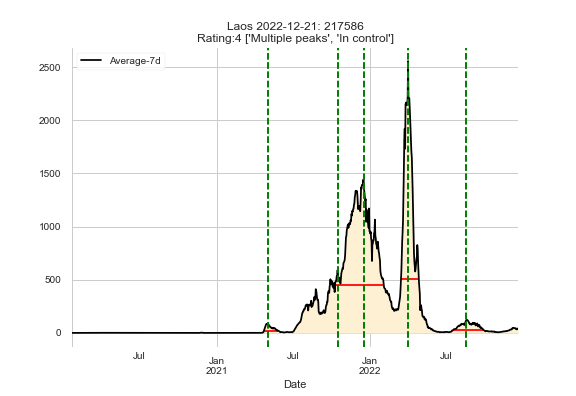 Laos 2022-12-21: 217586
Rating:4 ['Multiple peaks', 'In control']
Average-7d
2500
2000
1500
1000
500
0
Jul
Jan
2021
Jul
Jan
2022
Jul
Date